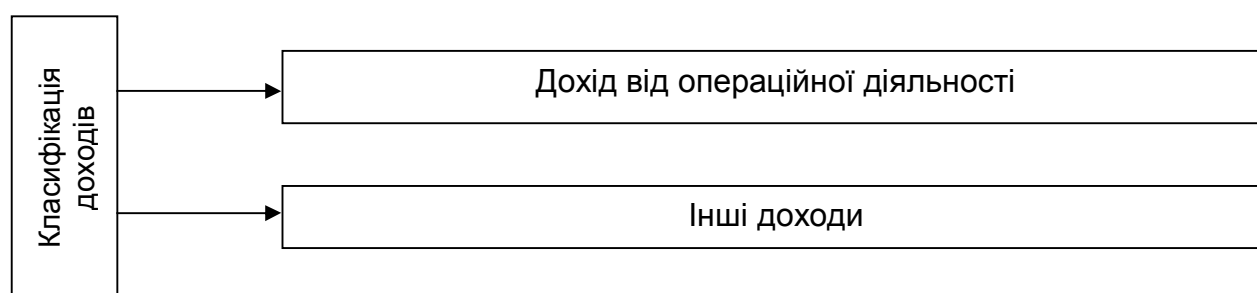 Класифікація
доходів
Дохід від операційної діяльності
Інші доходи